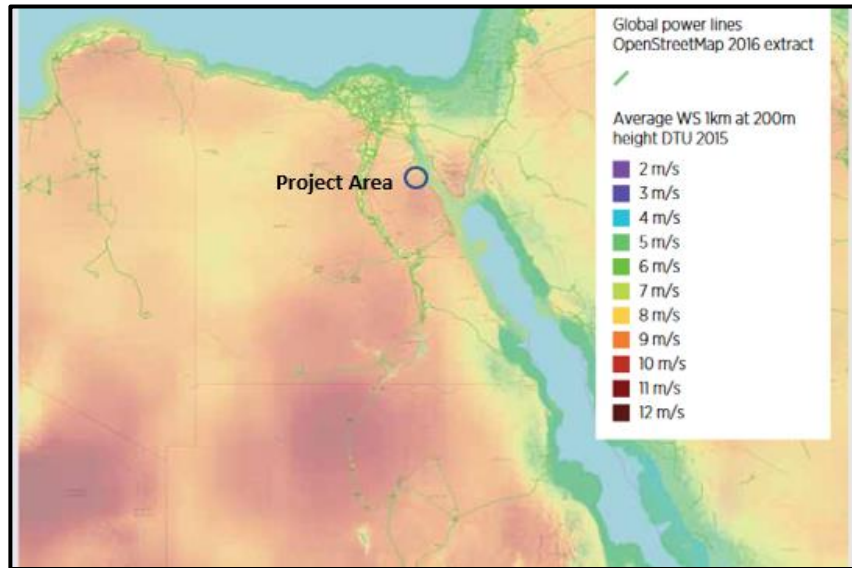 Global power lines
OpenStreetMap 2016 extract
Average WS 1km at 200m
height DTU 2015
2 m/s
3 m/s
4 m/s
5 m/s
6 m/s
7 m/s
8 m/s
9 m/s
10 m/s
11 m/s
12 m/s
Project Area